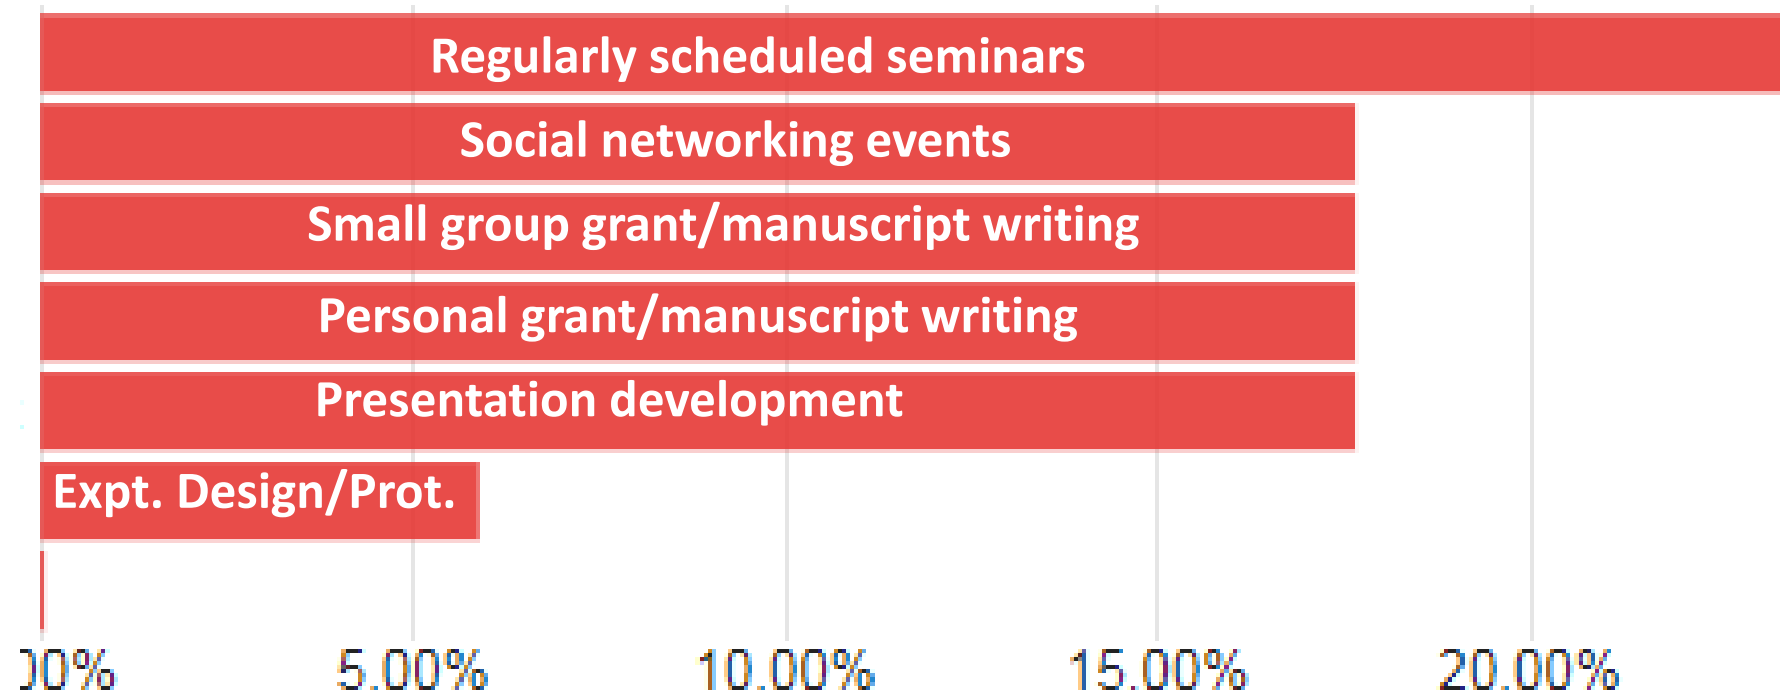 Regularly scheduled seminars
Social networking events
Small group grant/manuscript writing
Personal grant/manuscript writing
Presentation development
Expt. Design/Prot.
00% 5.00% 10.00% 15.00% 20.00%